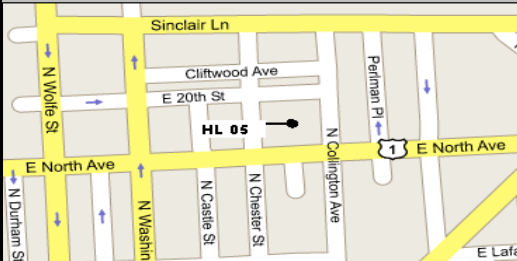 Sinclair Ln
N Wolfe St
Cliftwood Ave
Perlman Pl
E 20th St
HL 05
N Colington Ave
1
E North Ave
E North Ave
N Durham St
N Washin
N Castle St
N Chester St
E Lafa